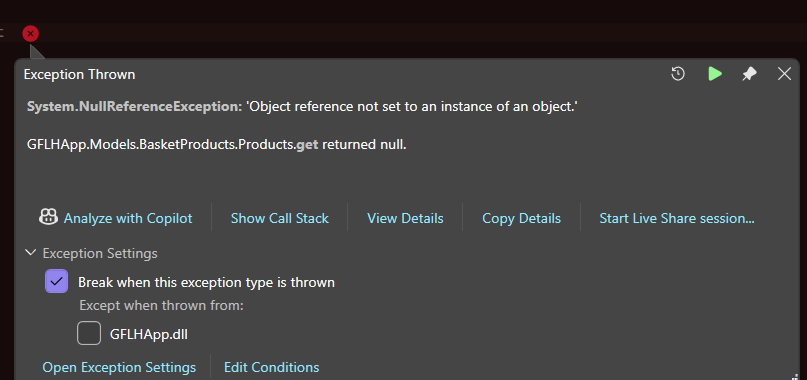 Exception Thrown
System.NullReferenceException: 'Object reference not set to an instance of an object.'
GFLHApp.Models.BasketProducts.Products.get returned null.
Analyze with Copilot Show Call Stack View Details Copy Details Start Live Share session...
Exception Settings
Break when this exception type is thrown
Except when thrown from:
GFLHApp.dll
Open Exception Settings Edit Conditions